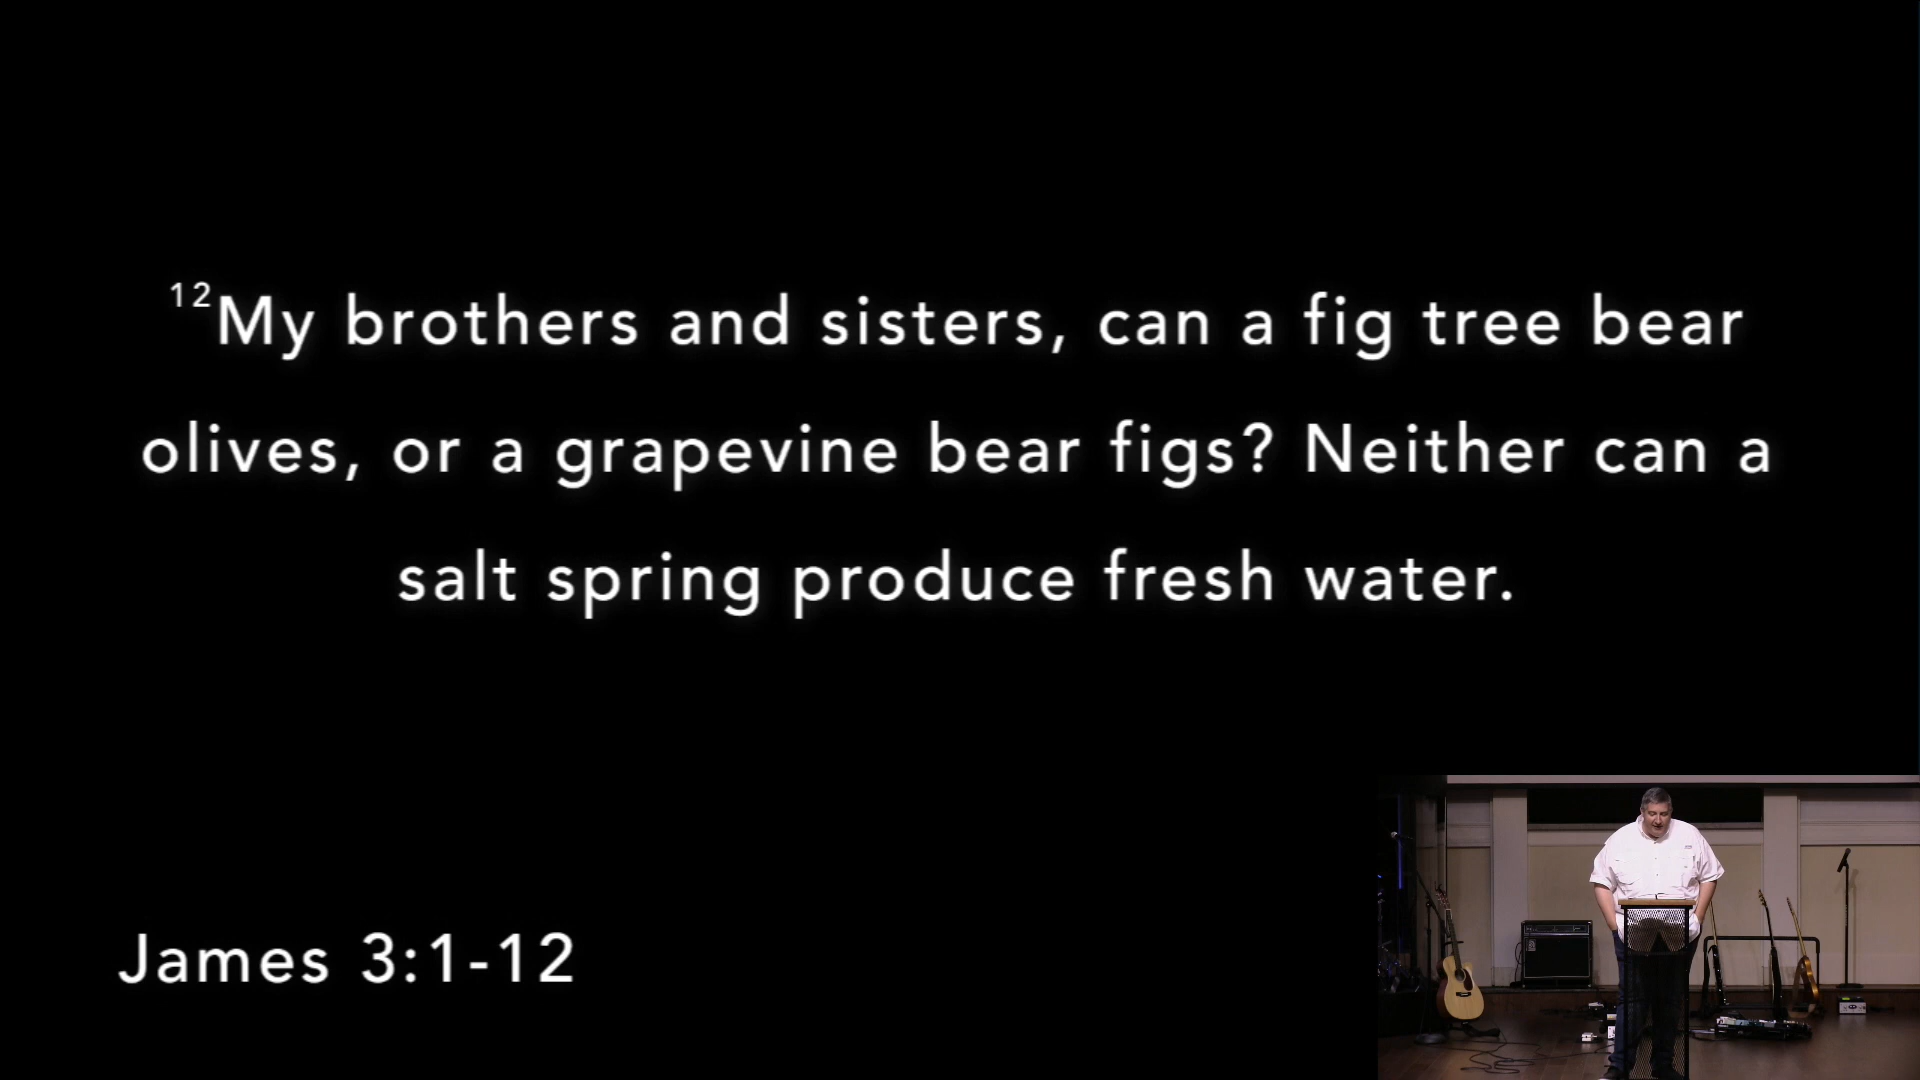 12My brothers and sisters, can a fig tree bear
olives, or a grapevine bear figs? Neither can a
salt spring produce fresh water.
James 3:1-12